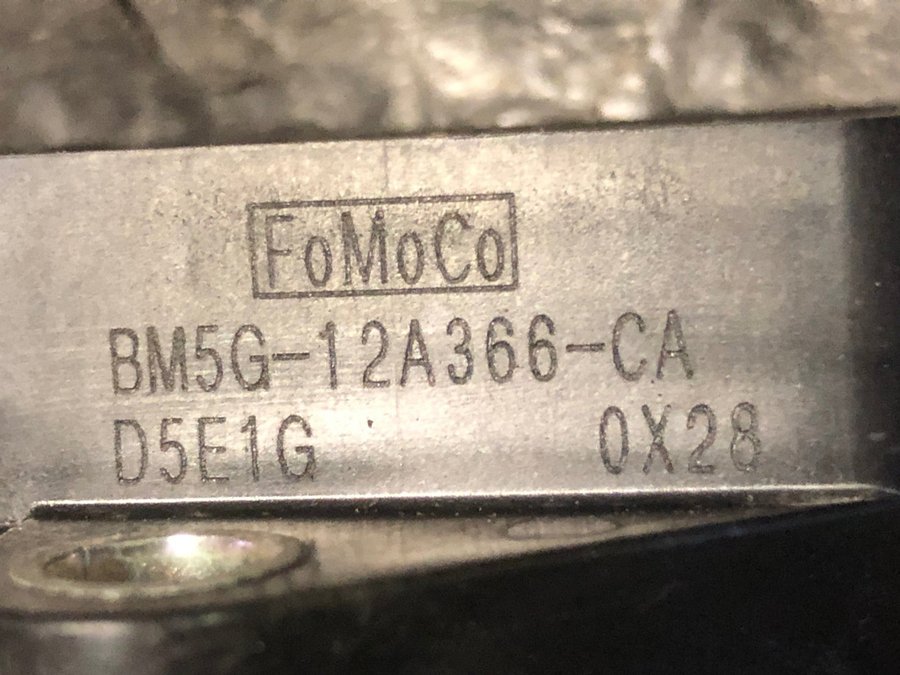 FoMoCo
BM5G-12A366-CA
D5E1G 0X28